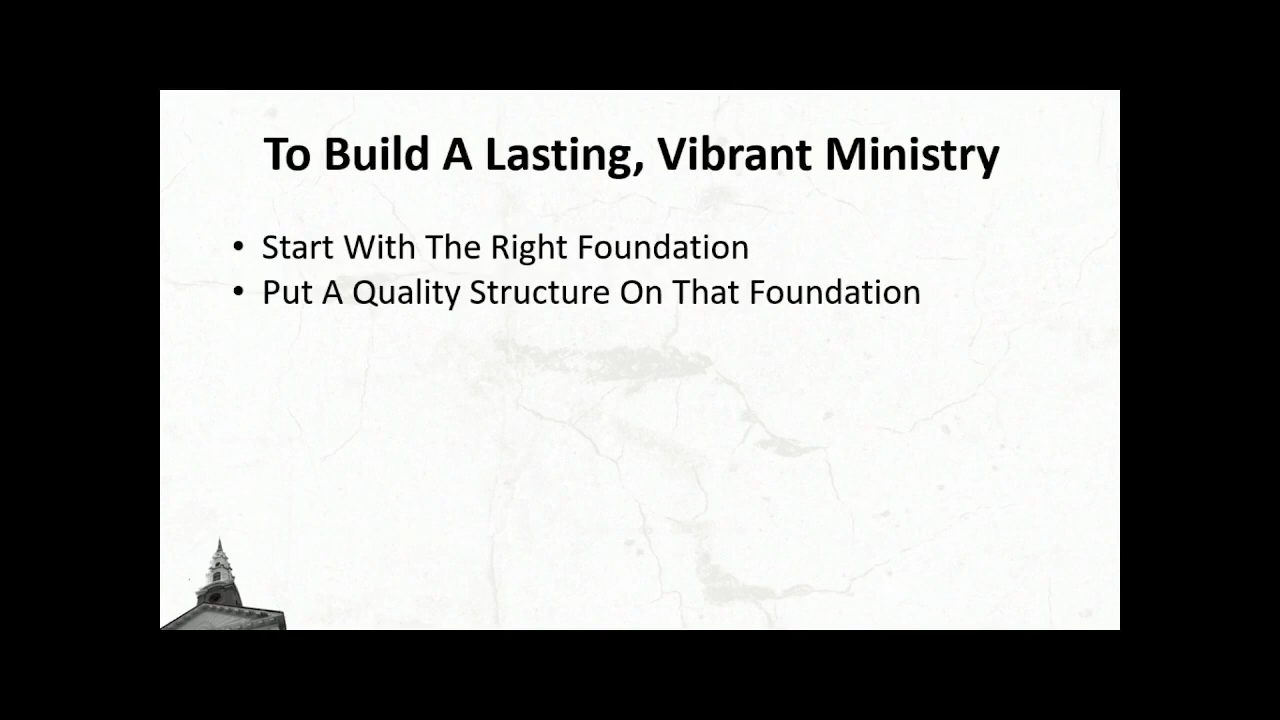 To Build A Lasting, Vibrant Ministry
• Start With The Right Foundation
• Put A Quality Structure On That Foundation